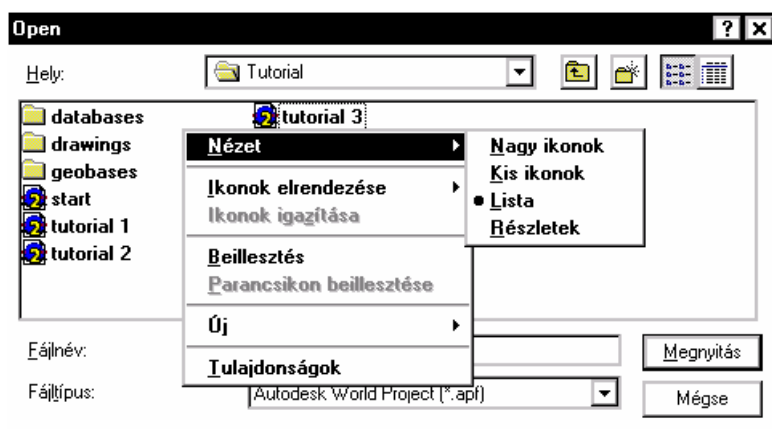 Open
Hely: Tutorial
databases tutorial 3
drawings
geobases
start
tutorial 1
tutorial 2
Nézet
Ikonok elrendezése
Ikonok igazítása
Beillesztés
Parancsikon beillesztése
Új
Tulajdonságok
Nagy ikonok
Kis ikonok
Lista
Részletek
Fájlnév:
Megnyitás
Fájltípus: Autodesk World Project (*.apf)
Mégse